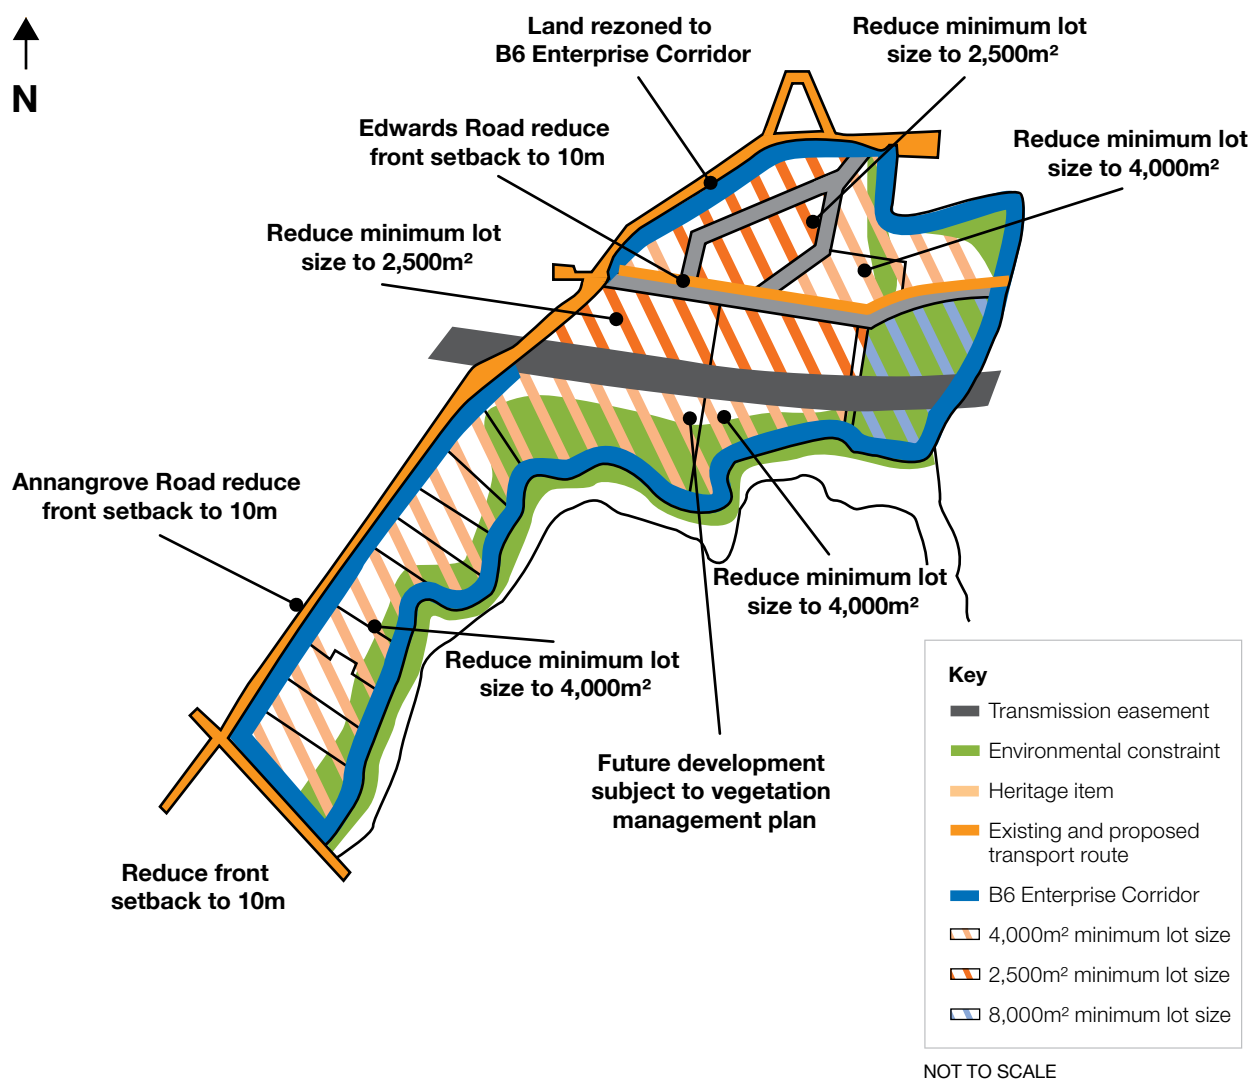 N
Land rezoned to
B6 Enterprise Corridor
Reduce minimum lot
size to 2,500m²
Edwards Road reduce
front setback to 10m
Reduce minimum lot
size to 4,000m²
Reduce minimum lot
size to 2,500m²
Annangrove Road reduce
front setback to 10m
Reduce minimum lot
size to 4,000m²
Reduce minimum lot
size to 4,000m²
Future development
subject to vegetation
management plan
Reduce front
setback to 10m
Key
Transmission easement
Environmental constraint
Heritage item
Existing and proposed
transport route
B6 Enterprise Corridor
4,000m² minimum lot size
2,500m² minimum lot size
8,000m² minimum lot size
NOT TO SCALE